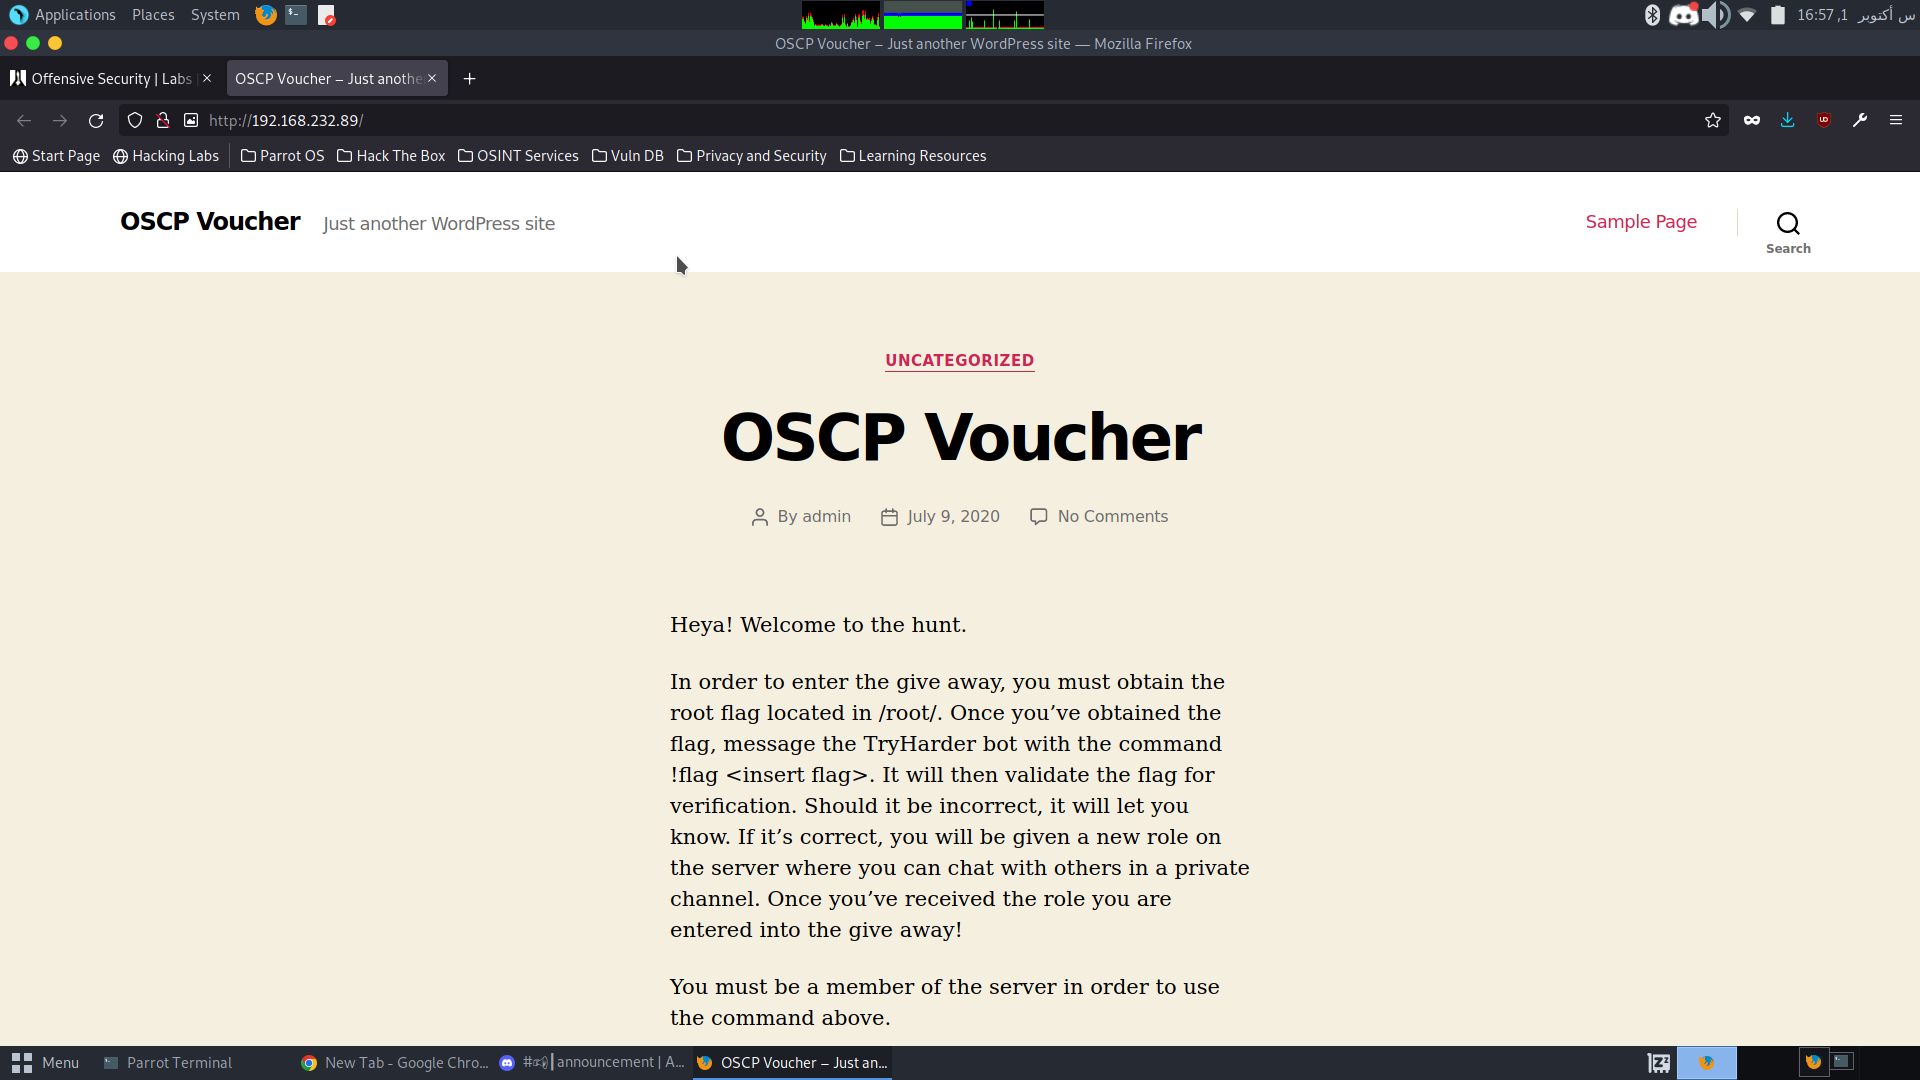 Applications Places System
س أكتوبر 1, 16:57
OSCP Voucher – Just another WordPress site — Mozilla Firefox
Offensive Security | Labs
OSCP Voucher – Just anothe
http://192.168.232.89/
Start Page Hacking Labs Parrot OS Hack The Box OSINT Services Vuln DB Privacy and Security Learning Resources
OSCP Voucher Just another WordPress site Sample Page
Search
UNCATEGORIZED
OSCP Voucher
By admin July 9, 2020 No Comments
Heya! Welcome to the hunt.
In order to enter the give away, you must obtain the
root flag located in /root/. Once you’ve obtained the
flag, message the TryHarder bot with the command
!flag <insert flag>. It will then validate the flag for
verification. Should it be incorrect, it will let you
know. If it’s correct, you will be given a new role on
the server where you can chat with others in a private
channel. Once you’ve received the role you are
entered into the give away!
You must be a member of the server in order to use
the command above.
Menu Parrot Terminal New Tab - Google Chro... announcement | A... OSCP Voucher – Just an...